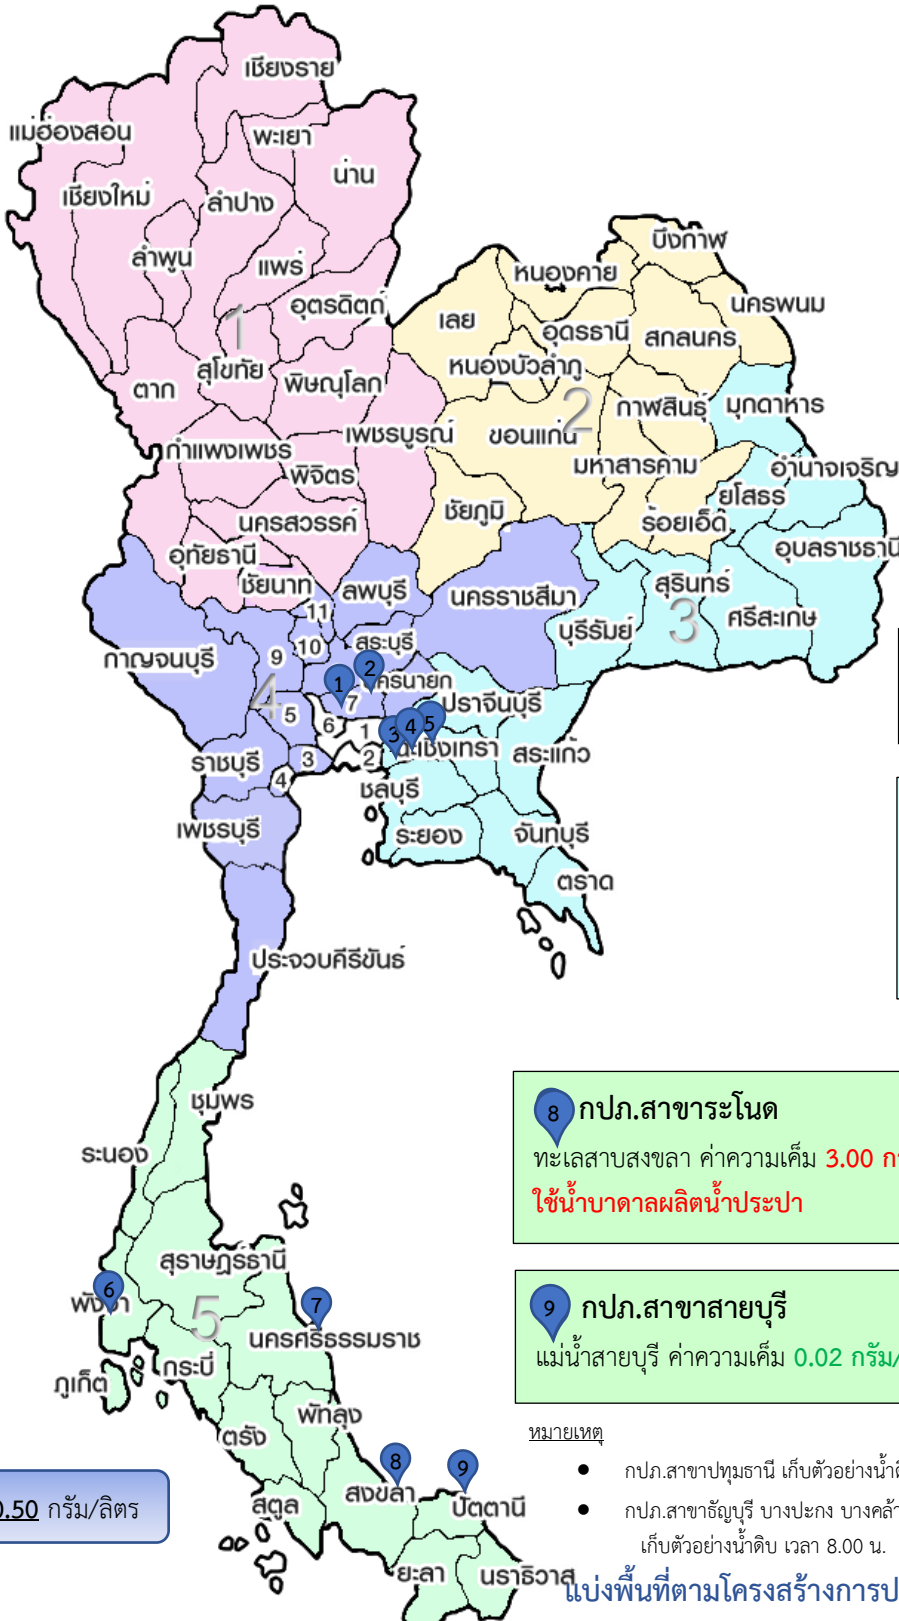 เชียงราย
แม่ฮ่องสอน
พะเยา
น่าน
เชียงใหม่
ลำปาง
ลำพูน
แพร่
อุตรดิตถ์
1
สุโขทัย
ตาก
พิษณุโลก
เพชรบูรณ์
กำแพงเพชร
พิจิตร
นครสวรรค์
อุทัยธานี
ชัยนาท
บึงกาฬ
หนองคาย
นครพนม
เลย
อุดรธานี
สกลนคร
หนองบัวลำภู
2
กาฬสินธุ์
มุกดาหาร
ขอนแก่น
มหาสารคาม
อำนาจเจริญ
ยโสธร
ชัยภูมิ
ร้อยเอ็ด
อุบลราชธานี
สุรินทร์
นครราชสีมา
บุรีรัมย์
3
ศรีสะเกษ
ลพบุรี
11
สระบุรี
10
9
กาญจนบุรี
4
2
นครนายก
1
7
5
6
1
2
ปราจีนบุรี
3
4
5
ฉะเชิงเทรา
สระแก้ว
ราชบุรี
3
4
ชลบุรี
เพชรบุรี
ระยอง
จันทบุรี
ตราด
ประจวบคีรีขันธ์
ชุมพร
ระนอง
สุราษฎร์ธานี
6
พังงา
5
7
นครศรีธรรมราช
กระบี่
ภูเก็ต
พัทลุง
ตรัง
8
สงขลา
9
ปัตตานี
สตูล
ยะลา
นราธิวาส
8 กปภ.สาขาระโนด
ทะเลสาบสงขลา ค่าความเค็ม 3.00 กร
ใช้น้ำบาดาลผลิตน้ำประปา
9 กปภ.สาขาสายบุรี
แม่น้ำสายบุรี ค่าความเค็ม 0.02 กรัม/
หมายเหตุ
● กปภ.สาขาปทุมธานี เก็บตัวอย่างน้ำดิ
● กปภ.สาขาธัญบุรี บางปะกง บางคล้า
เก็บตัวอย่างน้ำดิบ เวลา 8.00 น.
แบ่งพื้นที่ตามโครงสร้างการป
0.50 กรัม/ลิตร